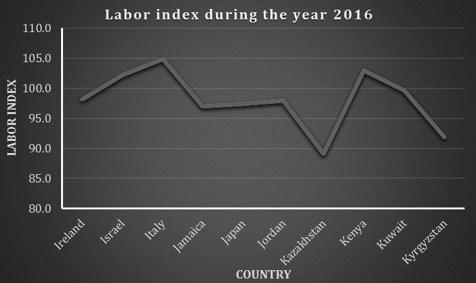 Labor index during the year 2016
LABOR INDEX
110.0
105.0
100.0
95.0
90.0
85.0
80.0
Ireland
Israel
Italy
Jamaica
Japan
Jordan
Kazakhstan
Kenya
Kuwait
Kyrgyzstan
COUNTRY